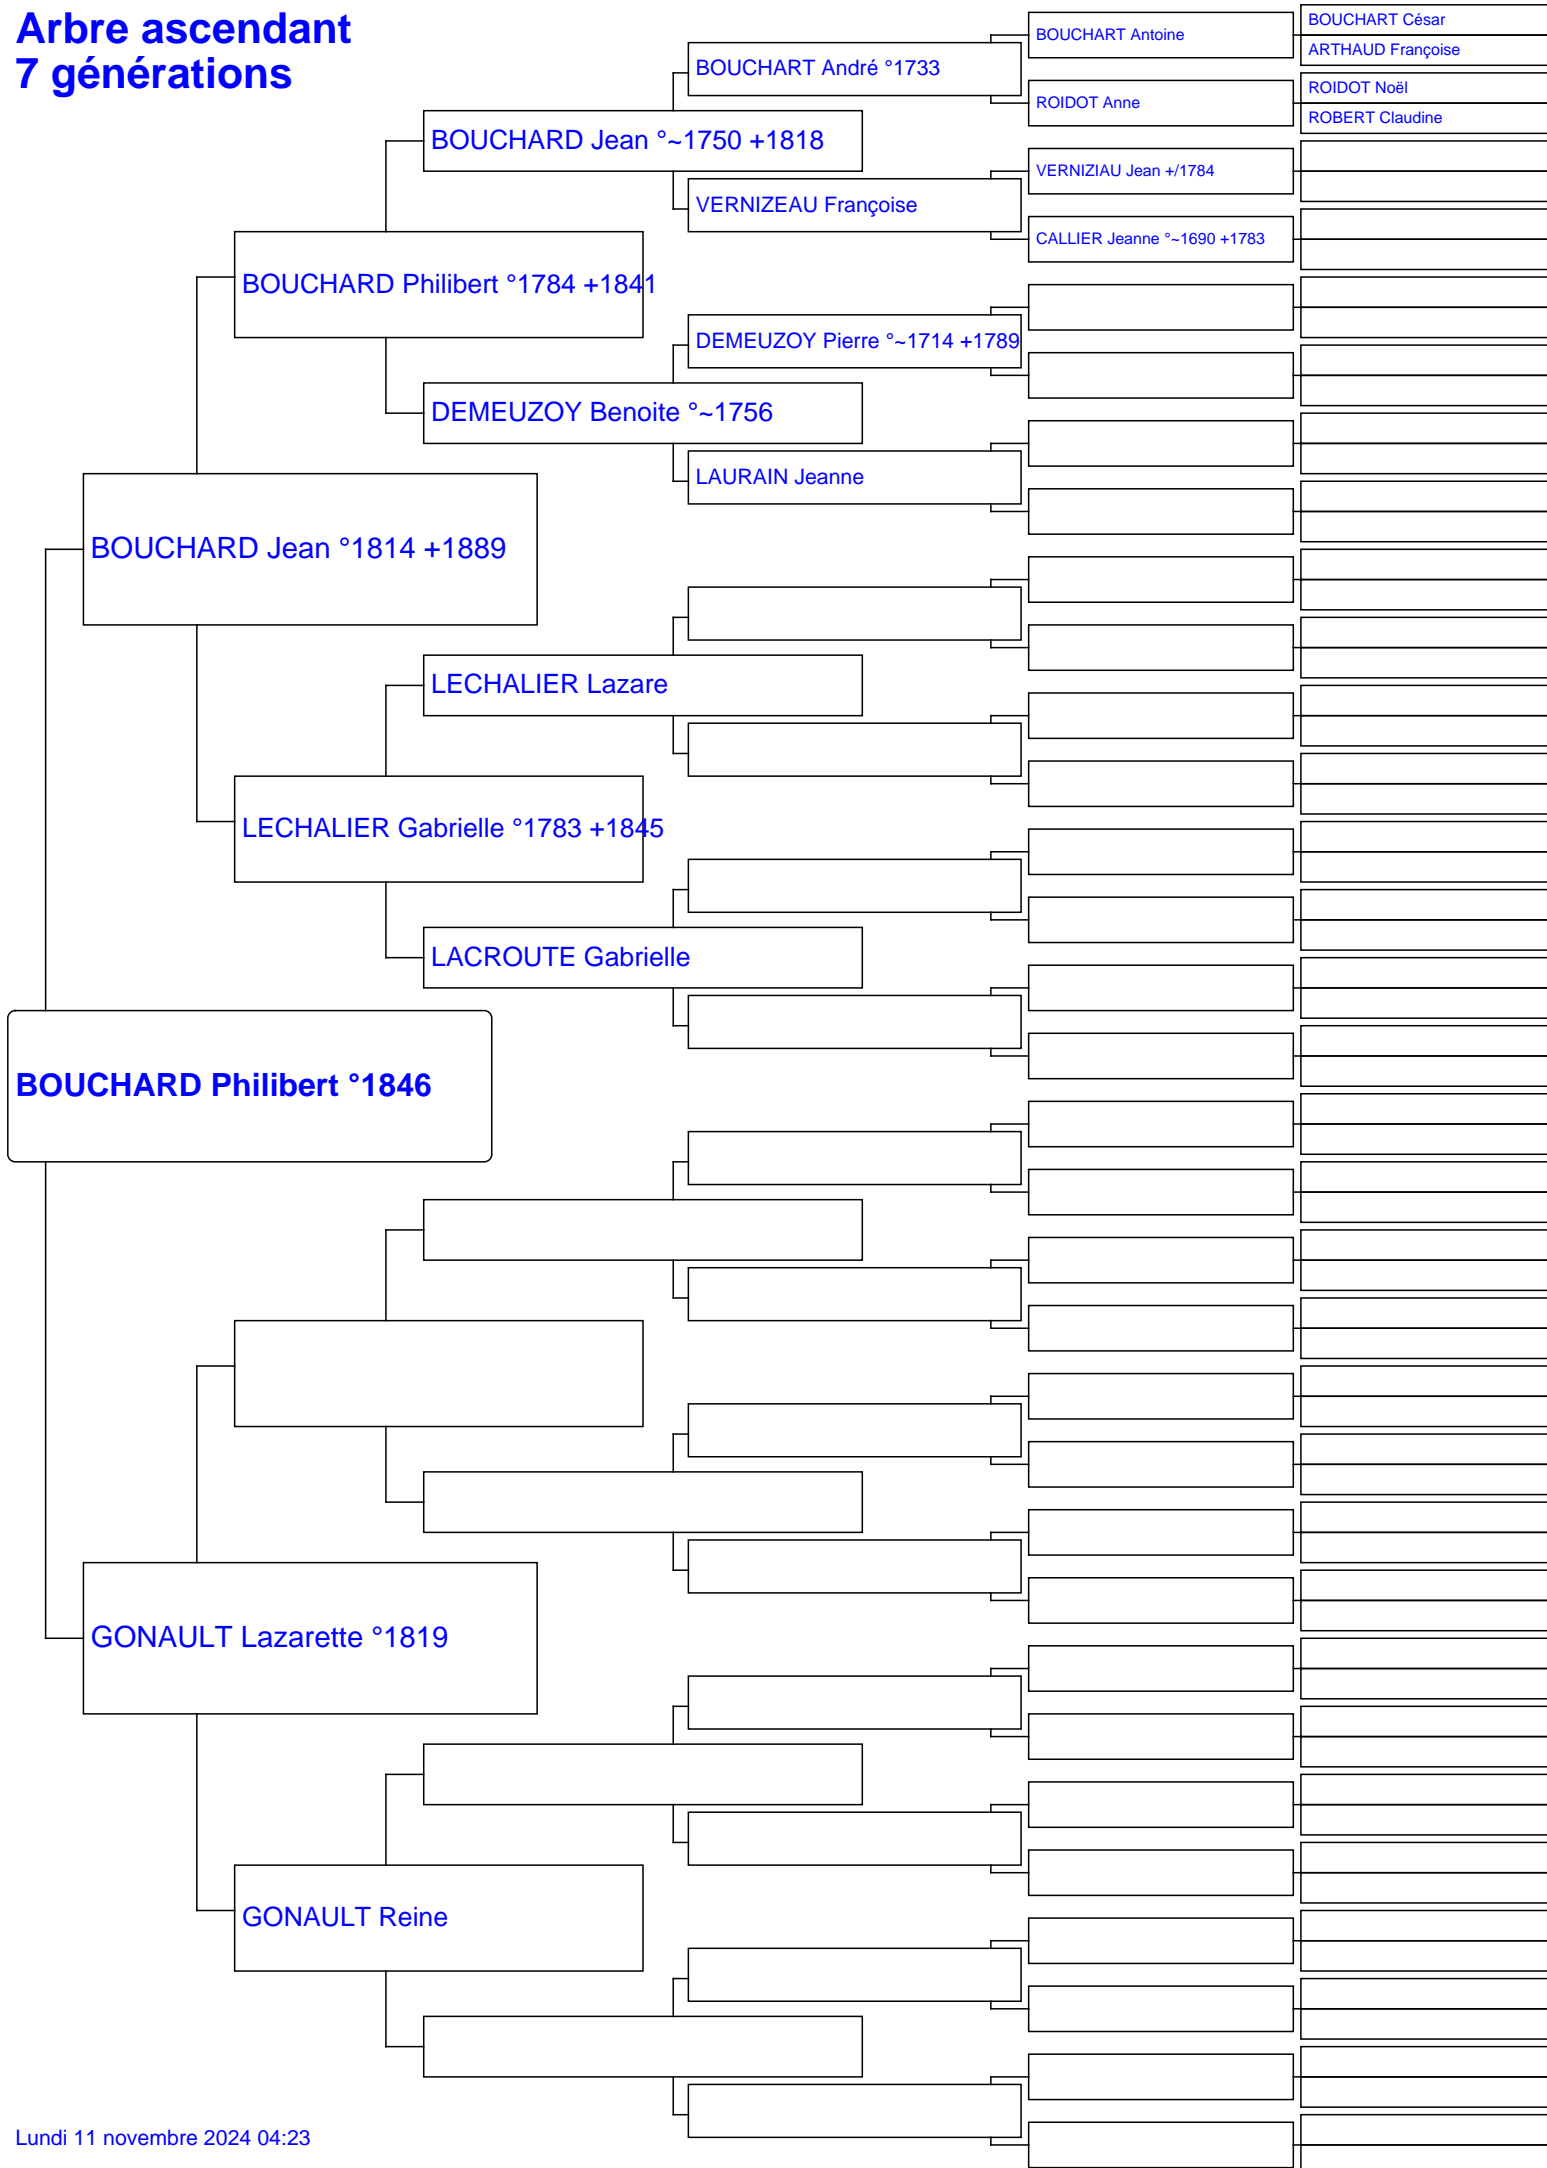 Arbre ascendant
7 générations
BOUCHART César
BOUCHART Antoine
ARTHAUD Françoise
BOUCHART André °1733
ROIDOT Noël
ROIDOT Anne
ROBERT Claudine
BOUCHARD Jean °~1750 +1818
VERNIZIAU Jean +/1784
VERNIZEAU Françoise
CALLIER Jeanne °~1690 +1783
BOUCHARD Philibert °1784 +1841
DEMEUZOY Pierre °~1714 +1789
DEMEUZOY Benoite °~1756
LAURAIN Jeanne
BOUCHARD Jean °1814 +1889
LECHALIER Lazare
LECHALIER Gabrielle °1783 +1845
LACROUTE Gabrielle
BOUCHARD Philibert °1846
GONAULT Lazarette °1819
GONAULT Reine
Lundi 11 novembre 2024 04:23